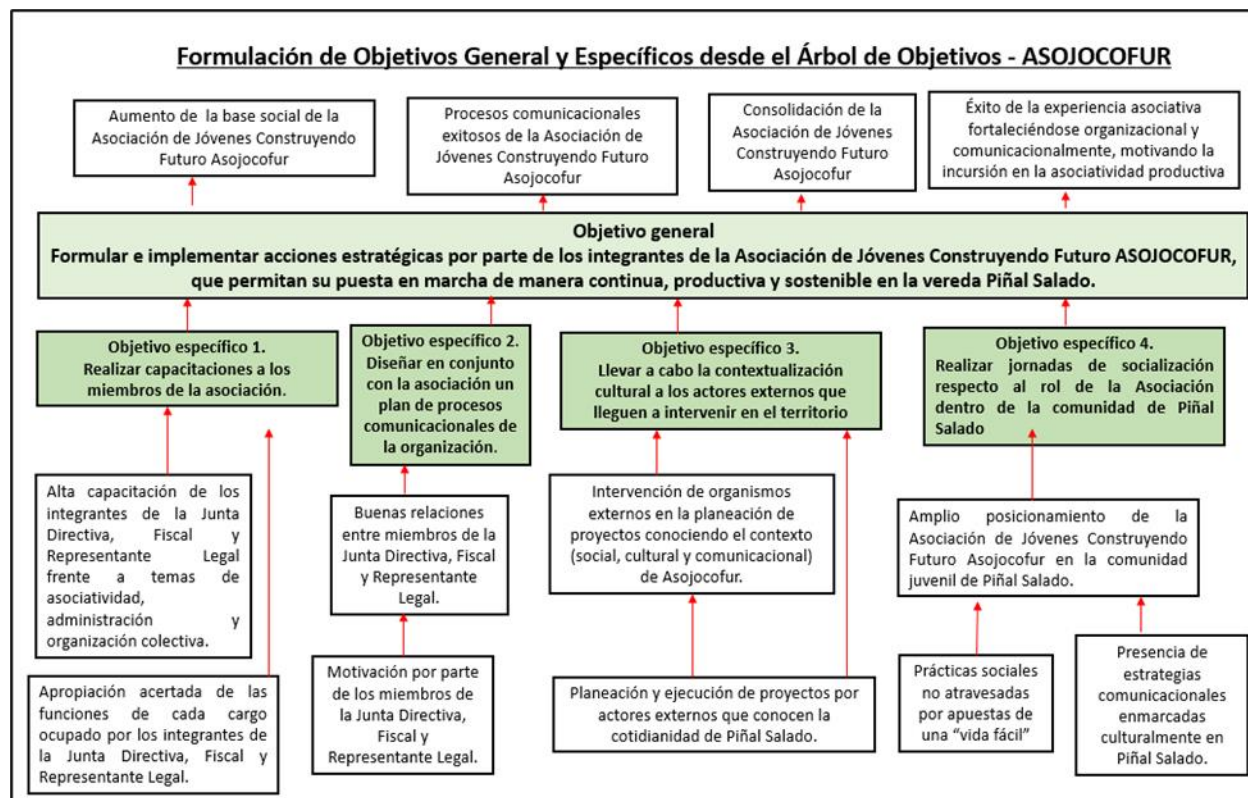 Formulación de Objetivos General y Específicos desde el Árbol de Objetivos - ASOJOCOFUR
Aumento de la base social de la
Asociación de Jóvenes Construyendo
Futuro Asojocofur
Procesos comunicacionales
exitosos de la Asociación de
Jóvenes Construyendo Futuro
Asojocofur
Consolidación de la
Asociación de Jóvenes
Construyendo Futuro
Asojocofur
Éxito de la experiencia asociativa
fortaleciéndose organizacional y
comunicacionalmente, motivando la
incursión en la asociatividad productiva
Objetivo general
Formular e implementar acciones estratégicas por parte de los integrantes de la Asociación de Jóvenes Construyendo Futuro ASOJOCOFUR,
que permitan su puesta en marcha de manera continua, productiva y sostenible en la vereda Piñal Salado.
Objetivo específico 1.
Realizar capacitaciones a los
miembros de la asociación.
Objetivo específico 2.
Diseñar en conjunto
con la asociación un
plan de procesos
comunicacionales de
la organización.
Objetivo específico 3.
Llevar a cabo la contextualización
cultural a los actores externos que
lleguen a intervenir en el territorio
Objetivo específico 4.
Realizar jornadas de socialización
respecto al rol de la Asociación
dentro de la comunidad de Piñal
Salado
Alta capacitación de los
integrantes de la Junta
Directiva, Fiscal y
Representante Legal
frente a temas de
asociatividad,
administración y
organización colectiva.
Buenas relaciones
entre miembros de la
Junta Directiva, Fiscal
y Representante
Legal.
Intervención de organismos
externos en la planeación de
proyectos conociendo el contexto
(social, cultural y comunicacional)
de Asojocofur.
Amplio posicionamiento de la
Asociación de Jóvenes Construyendo
Futuro Asojocofur en la comunidad
juvenil de Piñal Salado.
Apropiación acertada de las
funciones de cada cargo
ocupado por los integrantes de
la Junta Directiva, Fiscal y
Representante Legal.
Motivación por parte
de los miembros de
la Junta Directiva,
Fiscal y
Representante Legal.
Planeación y ejecución de proyectos por
actores externos que conocen la
cotidianidad de Piñal Salado.
Prácticas sociales
no atravesadas
por apuestas de
una “vida fácil”
Presencia de
estrategias
comunicacionales
enmarcadas
culturalmente en
Piñal Salado.